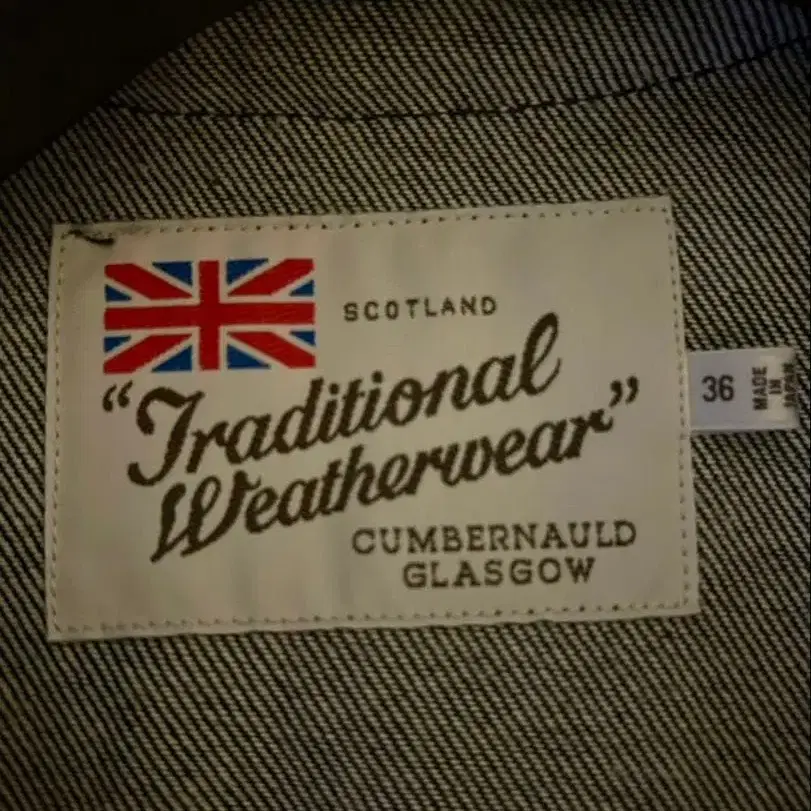 SCOTLAND
“Traditional
Weatherwear”
CUMBERNAULD
GLASGOW
36
MADE
IN
JAPAN